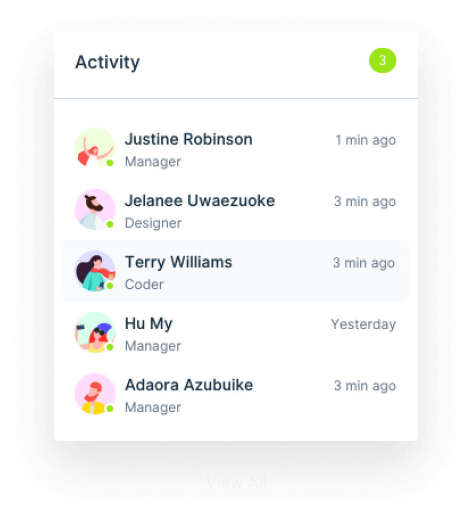 Activity
3
Justine Robinson
1 min ago
Manager
Jelanee Uwaezuoke
3 min ago
Designer
Terry Williams
3 min ago
Coder
Hu My
Yesterday
Manager
Adaora Azubuike
3 min ago
Manager
View All